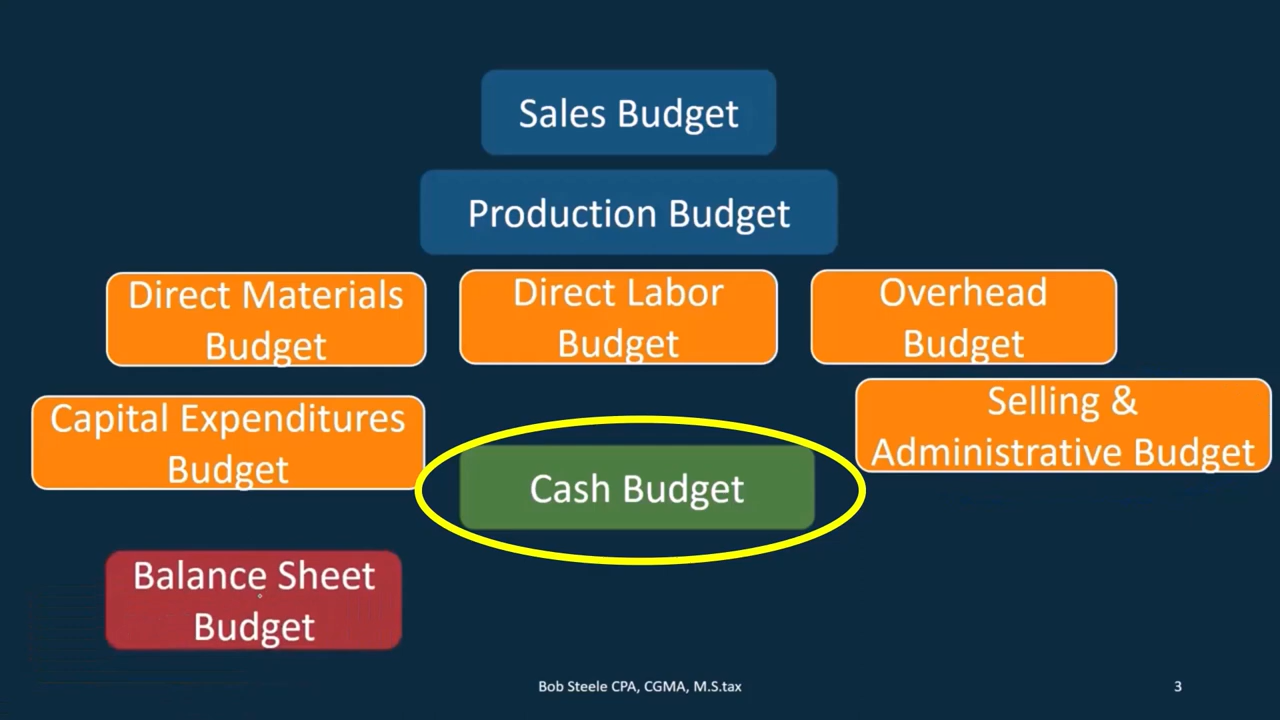 Sales Budget
Production Budget
Direct Materials
Budget
Direct Labor
Budget
Overhead
Budget
Capital Expenditures
Budget
Cash Budget
Selling &
Administrative Budget
Balance Sheet
Budget
Bob Steele CPA, CGMA, M.S.tax
3